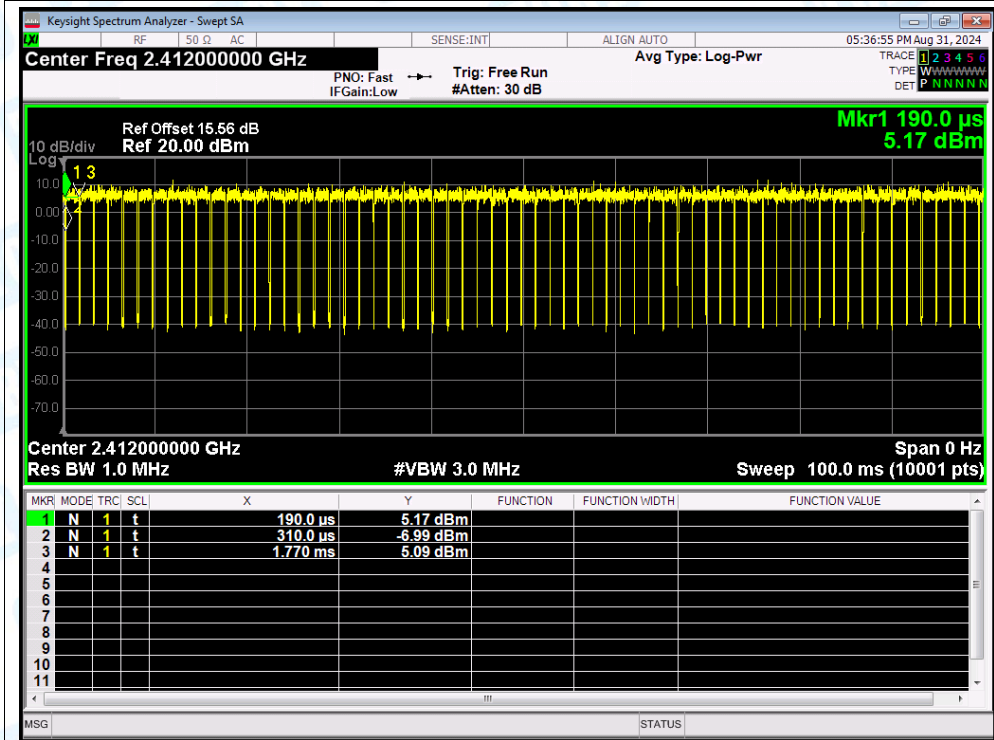 Keysight Spectrum Analyzer - Swept SA
LXI RF 50 Ω AC SENSE:INT ALIGN AUTO 05:36:55 PM Aug 31, 2024
Center Freq 2.412000000 GHz Avg Type: Log-Pwr TRACE 1 2 3 4 5 6
PNO: Fast Trig: Free Run TYPE WWWWWW
IFGain:Low #Atten: 30 dB DET P N N N N N
Mkr1 190.0 µs
Ref Offset 15.56 dB
10 dB/div Ref 20.00 dBm 5.17 dBm
Log
1 3
10.0
2
0.00
-10.0
-20.0
-30.0
-40.0
-50.0
-60.0
-70.0
Center 2.412000000 GHz Span 0 Hz
Res BW 1.0 MHz #VBW 3.0 MHz Sweep 100.0 ms (10001 pts)
MKR MODE TRC SCL X Y FUNCTION FUNCTION WIDTH FUNCTION VALUE
1 N 1 t 190.0 µs 5.17 dBm
2 N 1 t 310.0 µs -6.99 dBm
3 N 1 t 1.770 ms 5.09 dBm
4
5
6
7
8
9
10
11
MSG STATUS